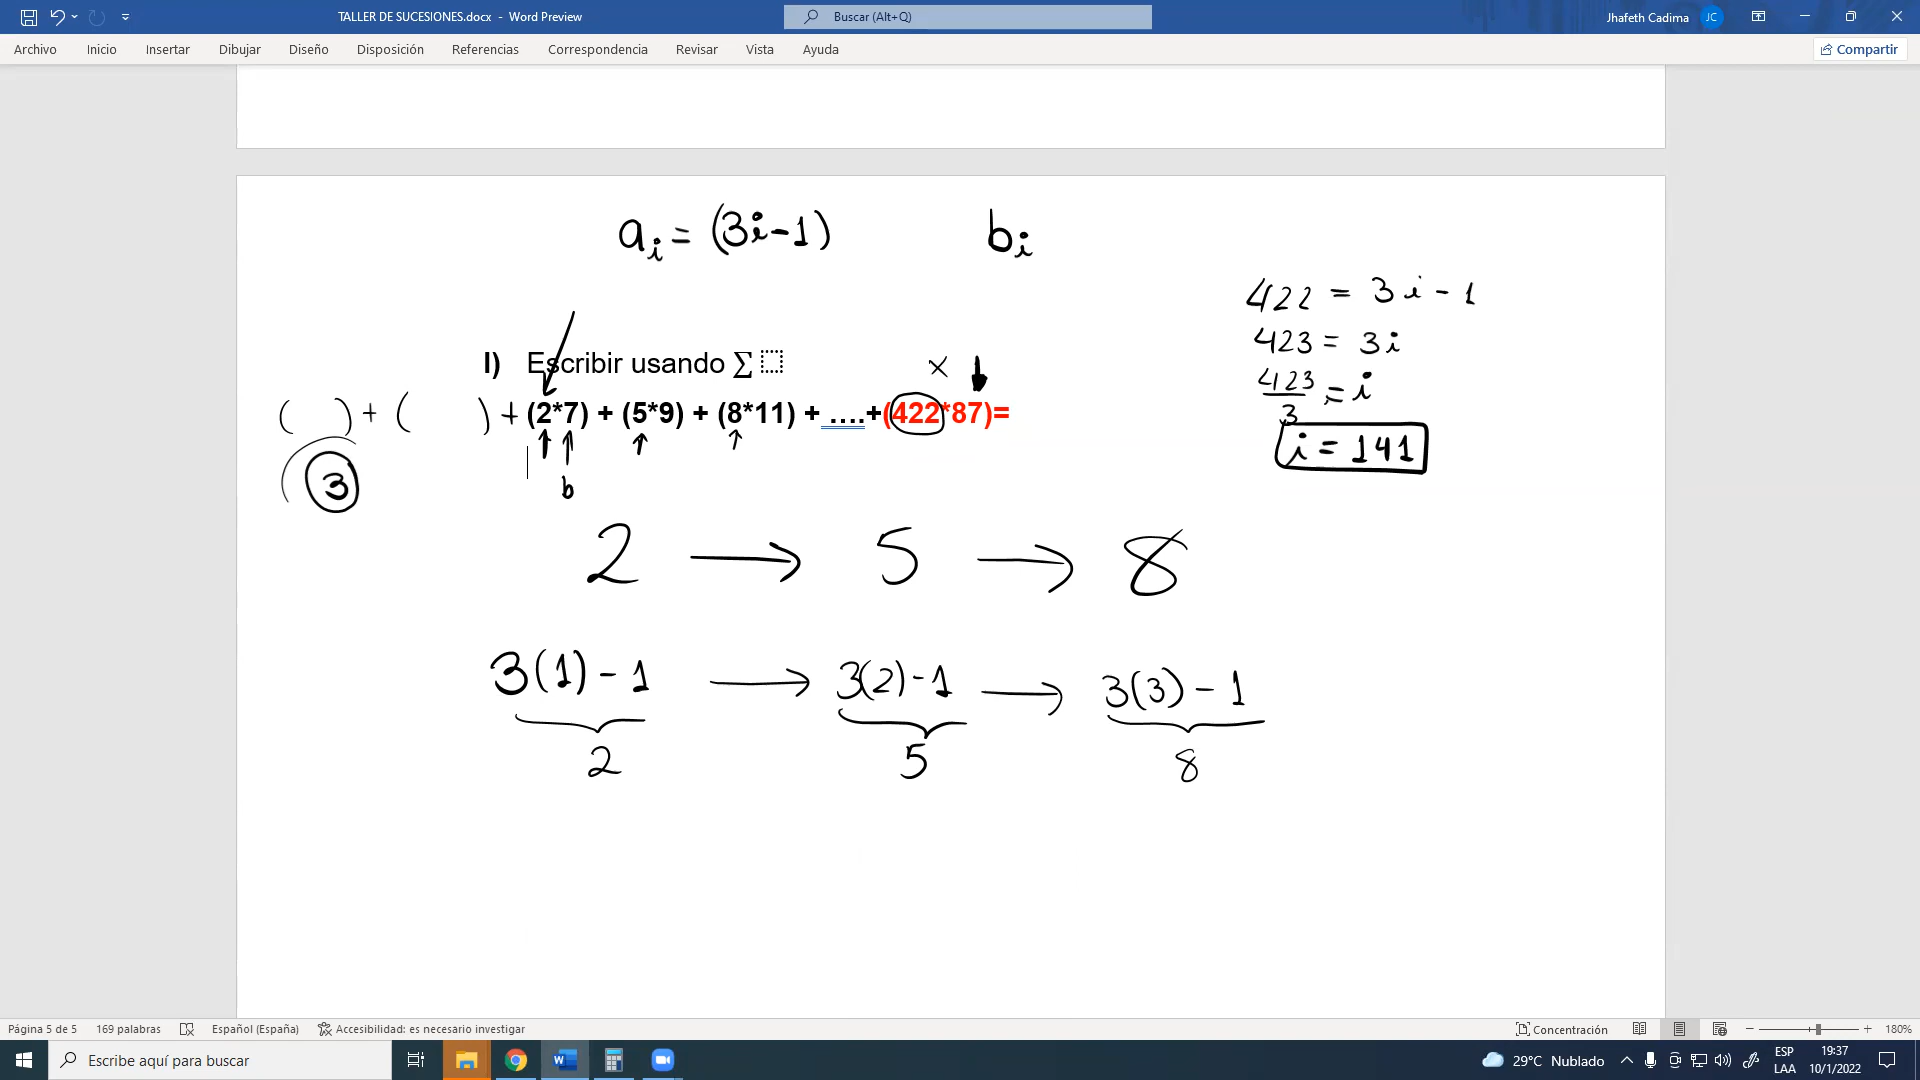 TALLER DE SUCESIONES.docx - Word Preview
Buscar (Alt+Q)
Jhafeth Cadima JC
Archivo Inicio Insertar Dibujar Diseño Disposición Referencias Correspondencia Revisar Vista Ayuda Compartir
aᵢ = (3i-1) bᵢ
422 = 3i - 1
423 = 3i
423/3 = i
i = 141
I) Escribir usando ∑
×
( ) + ( ) + (2*7) + (5*9) + (8*11) + ....+(422*87)=
3
b
2 → 5 → 8
3(1) - 1 → 3(2) - 1 → 3(3) - 1
2 5 8
Página 5 de 5 169 palabras Español (España) Accesibilidad: es necesario investigar Concentración 180%
Escribe aquí para buscar
29°C Nublado
ESP
LAA
19:37
10/1/2022